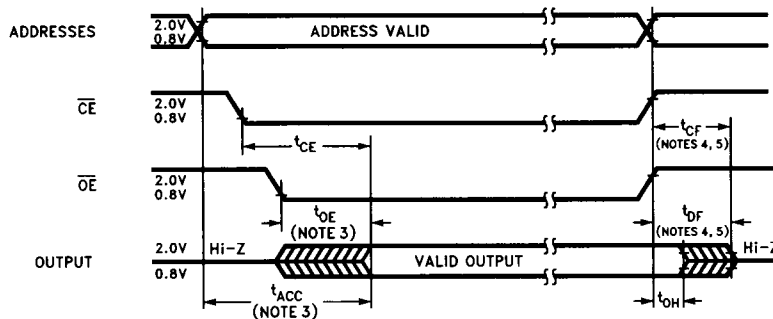 ADDRESSES 2.0V 0.8V ADDRESS VALID
CE 2.0V 0.8V
tCE
tCF
(NOTES 4, 5)
OE 2.0V 0.8V
tOE
(NOTE 3)
tDF
(NOTES 4, 5)
OUTPUT 2.0V 0.8V Hi-Z VALID OUTPUT Hi-Z
tACC
(NOTE 3)
tOH